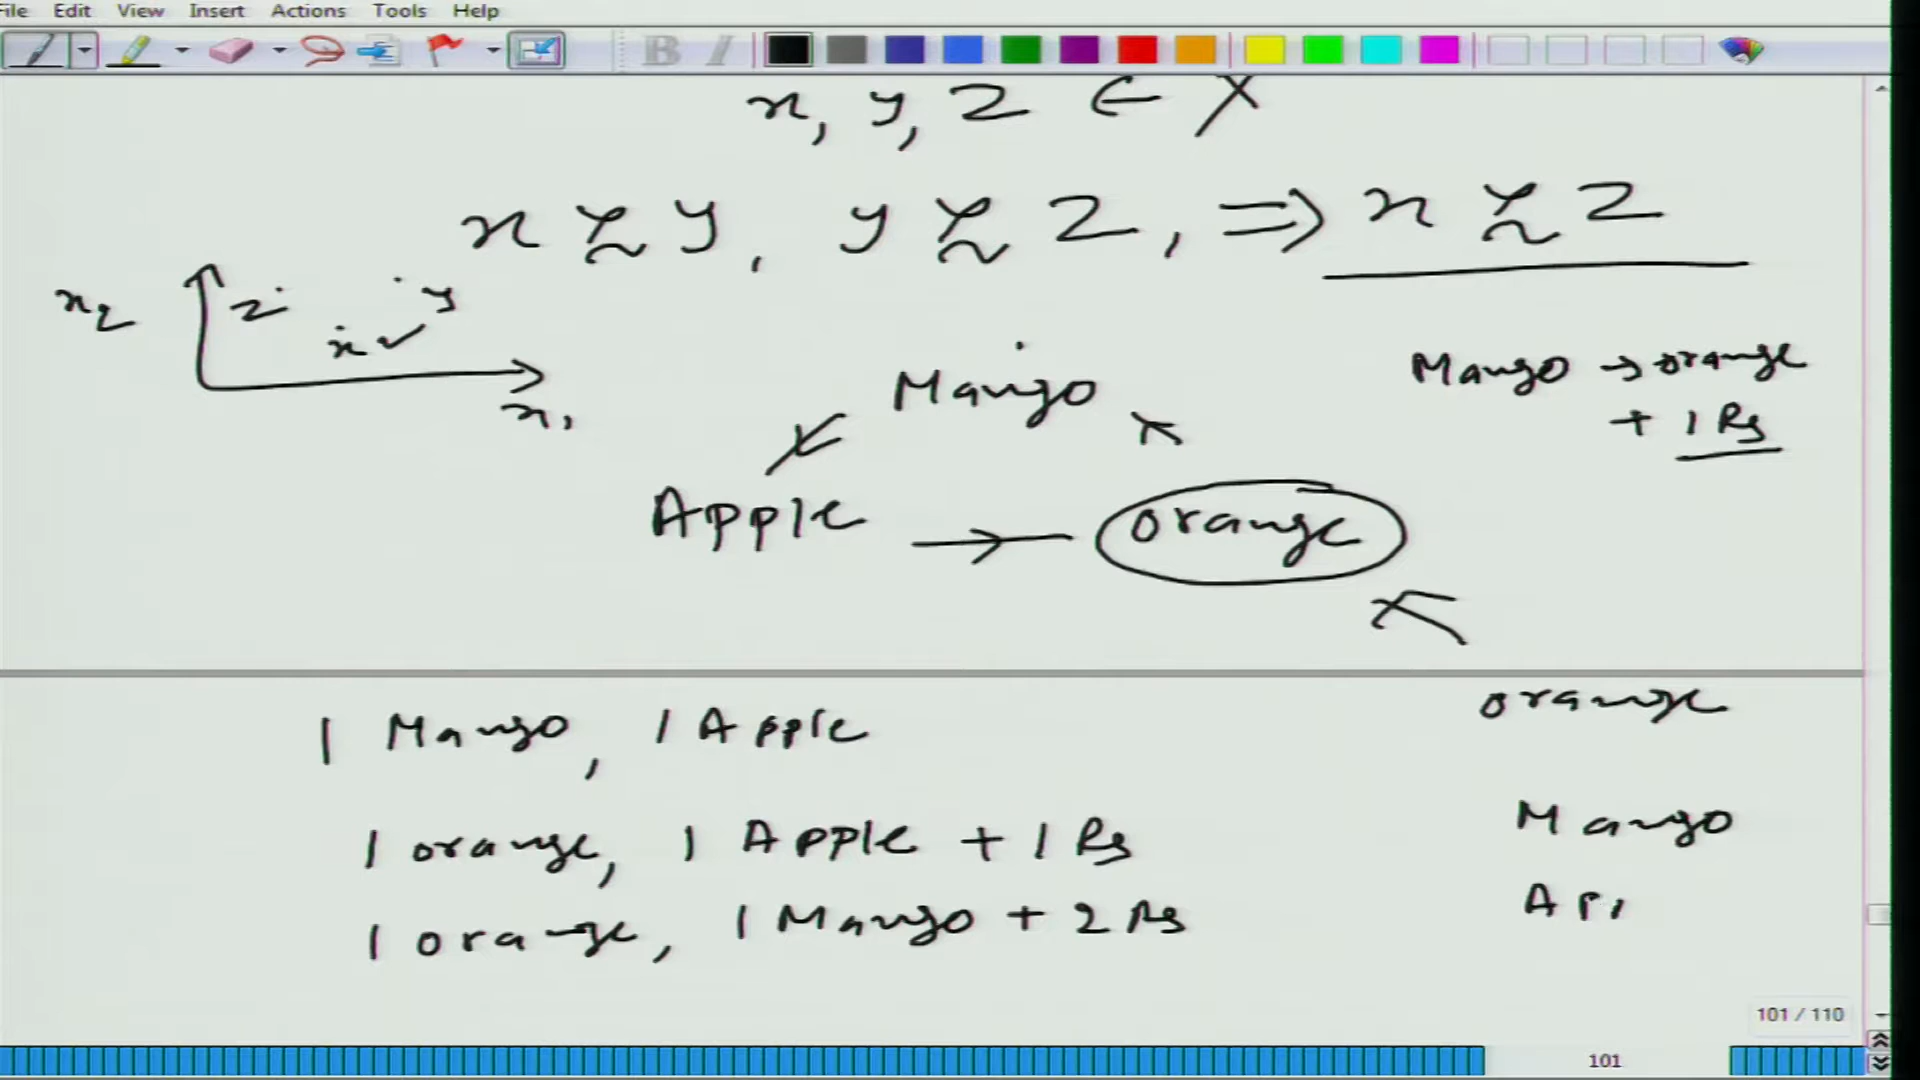 File Edit View Insert Actions Tools Help
B I
x, y, z ∈ X
x ≿ y, y ≿ z, ⇒ x ≿ z
x2 z x y
x1
Mango
Mango → orange
+ 1 Rs
Apple → orange
1 Mango, 1 Apple
orange
1 orange, 1 Apple + 1 Rs
Mango
1 orange, 1 Mango + 2 Rs
Ap
101 / 110
101